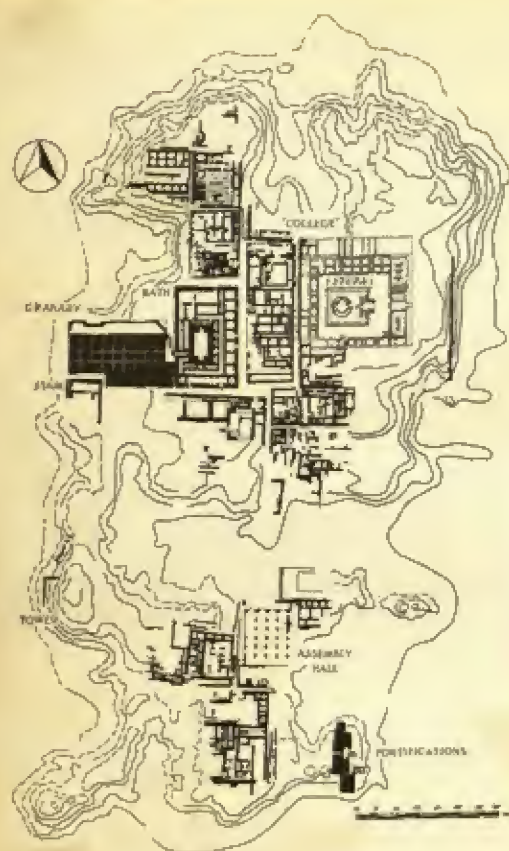 "COLLEGE"
BATH
GRANARY
STAIR
TOWER
ASSEMBLY
HALL
FORTIFICATIONS